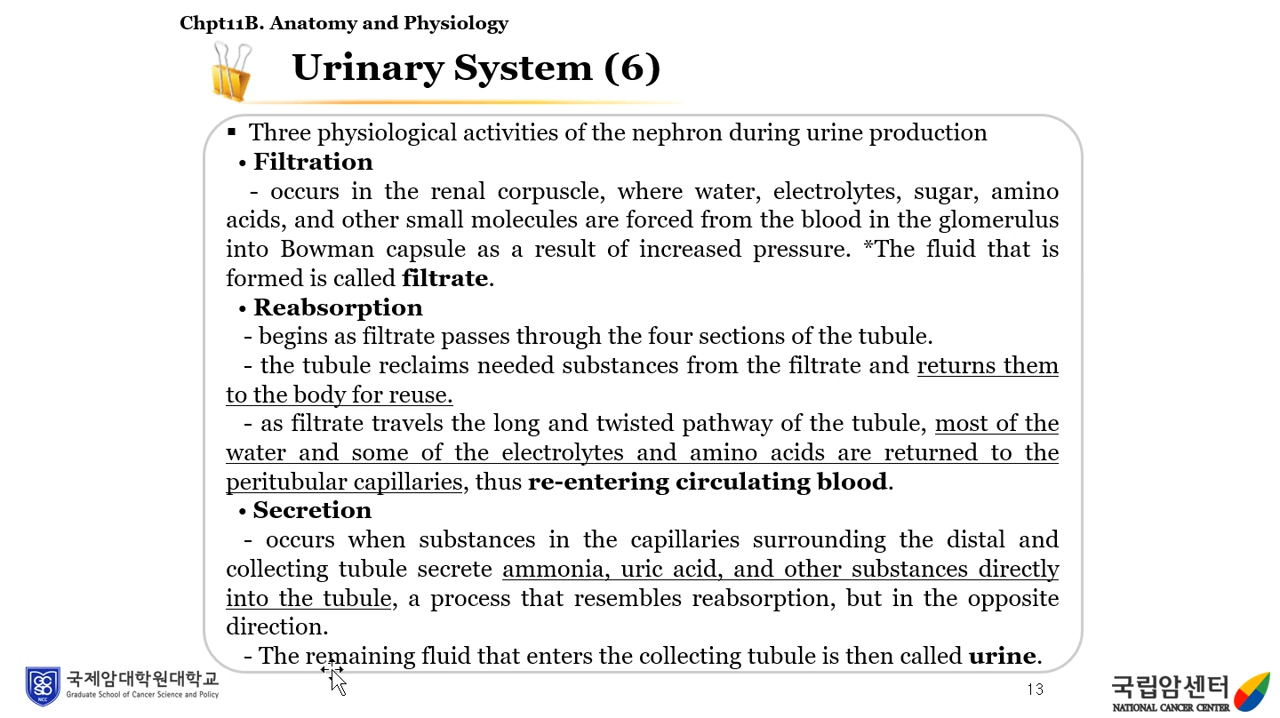 Chpt11B. Anatomy and Physiology
Urinary System (6)
▪ Three physiological activities of the nephron during urine production
• Filtration
- occurs in the renal corpuscle, where water, electrolytes, sugar, amino
acids, and other small molecules are forced from the blood in the glomerulus
into Bowman capsule as a result of increased pressure. *The fluid that is
formed is called filtrate.
• Reabsorption
- begins as filtrate passes through the four sections of the tubule.
- the tubule reclaims needed substances from the filtrate and returns them
to the body for reuse.
- as filtrate travels the long and twisted pathway of the tubule, most of the
water and some of the electrolytes and amino acids are returned to the
peritubular capillaries, thus re-entering circulating blood.
• Secretion
- occurs when substances in the capillaries surrounding the distal and
collecting tubule secrete ammonia, uric acid, and other substances directly
into the tubule, a process that resembles reabsorption, but in the opposite
direction.
- The remaining fluid that enters the collecting tubule is then called urine.
NCC
국제암대학원대학교
Graduate School of Cancer Science and Policy
13
국립암센터
NATIONAL CANCER CENTER